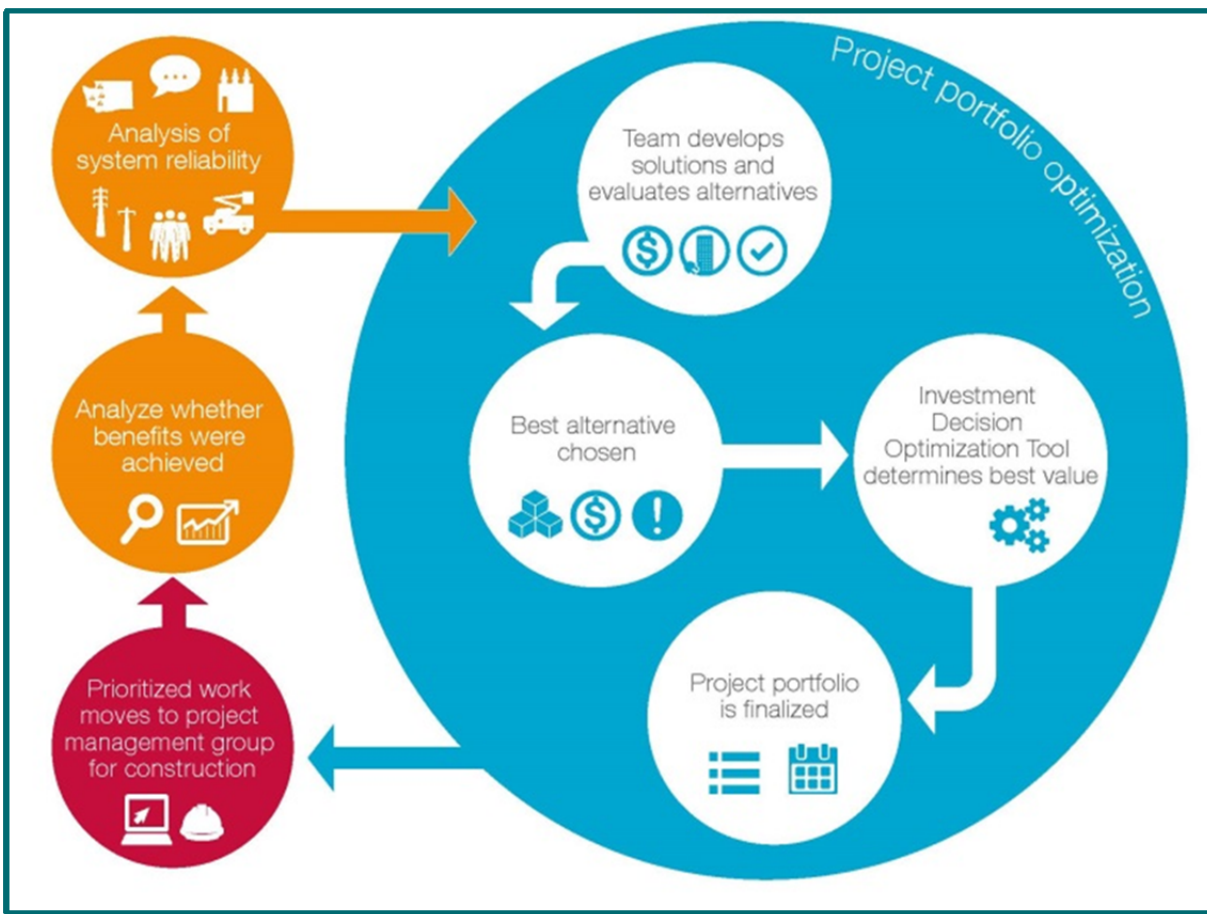 Analysis of
system reliability
Project portfolio optimization
Team develops
solutions and
evaluates alternatives
$
Best alternative
chosen
$
!
Investment
Decision
Optimization Tool
determines best value
Project portfolio
is finalized
Prioritized work
moves to project
management group
for construction
Analyze whether
benefits were
achieved